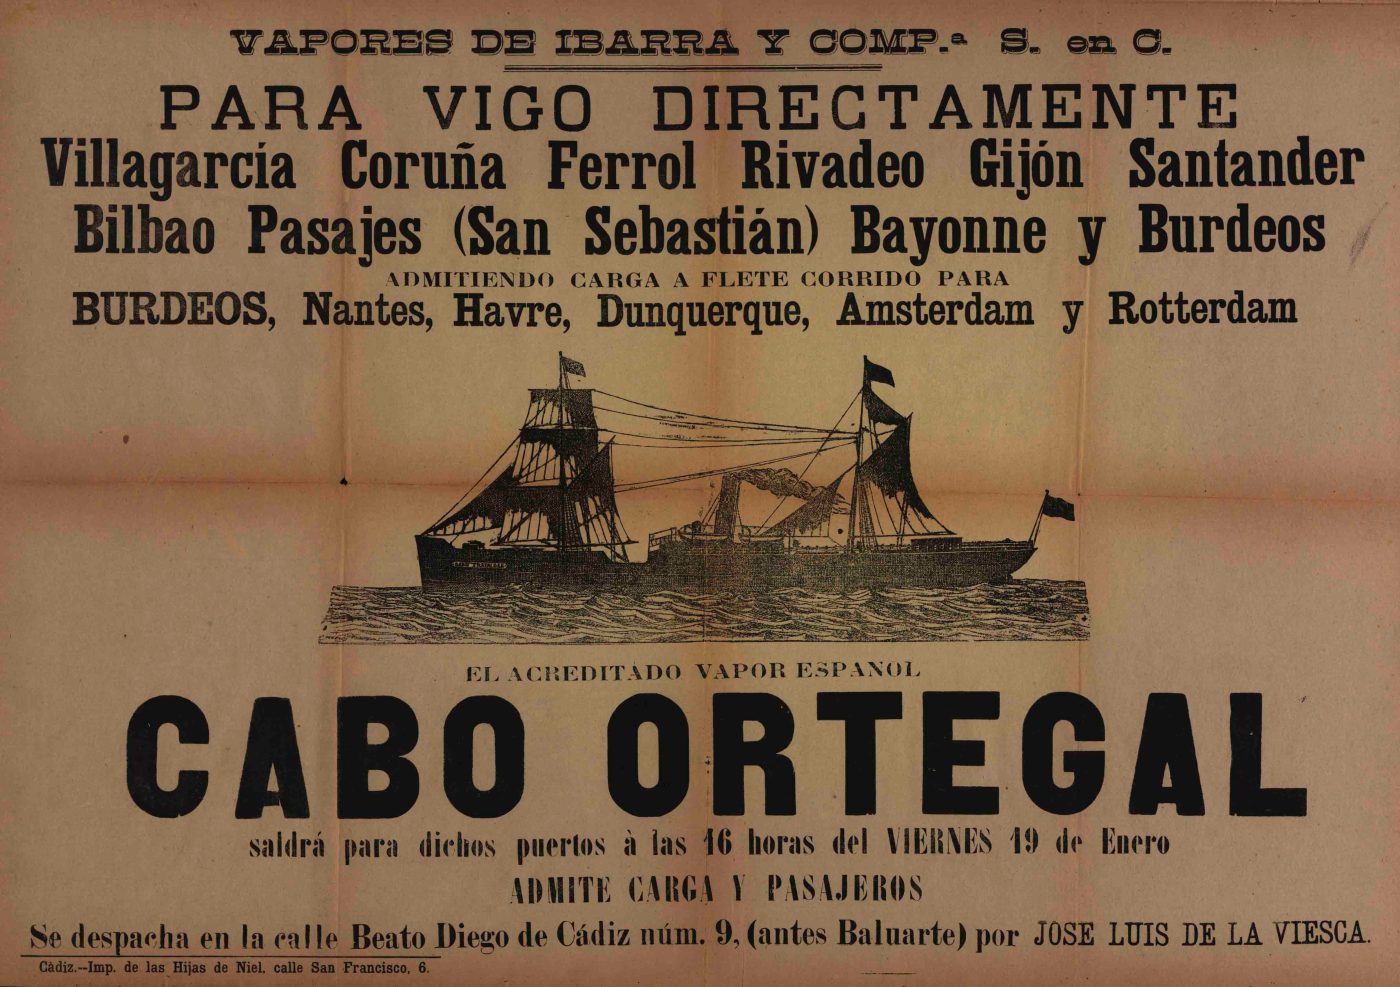 VAPORES DE IBARRA Y COMP.ª S. en C.
PARA VIGO DIRECTAMENTE
Villagarcía Coruña Ferrol Rivadeo Gijón Santander
Bilbao Pasajes (San Sebastián) Bayonne y Burdeos
ADMITIENDO CARGA A FLETE CORRIDO PARA
BURDEOS, Nantes, Havre, Dunquerque, Amsterdam y Rotterdam
EL ACREDITADO VAPOR ESPAÑOL
CABO ORTEGAL
saldrá para dichos puertos à las 16 horas del VIERNES 19 de Enero
ADMITE CARGA Y PASAJEROS
Se despacha en la calle Beato Diego de Cádiz núm. 9, (antes Baluarte) por JOSE LUIS DE LA VIESCA.
Cádiz.--Imp. de las Hijas de Niel, calle San Francisco, 6.